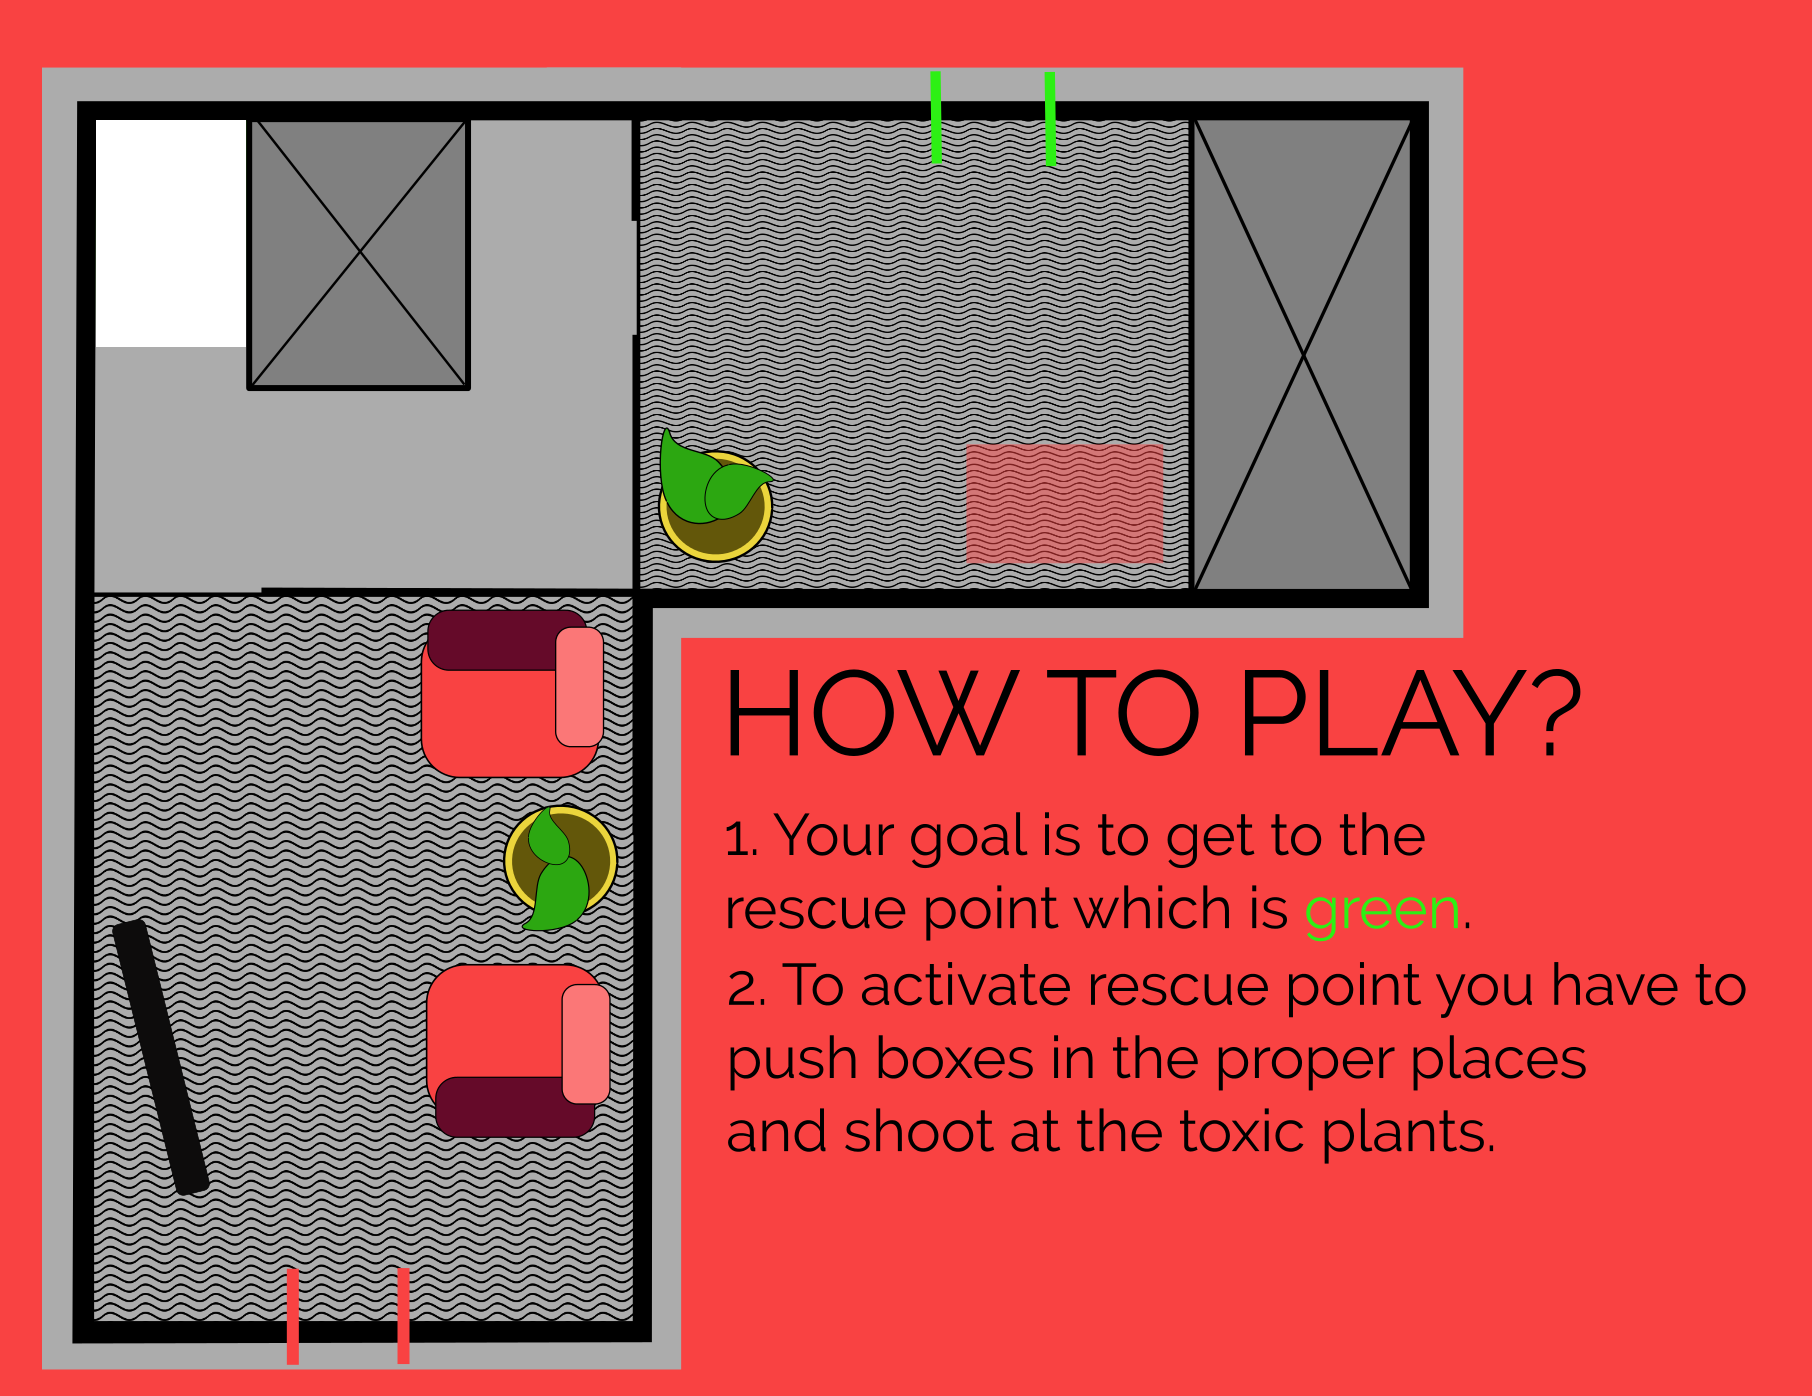 HOW TO PLAY?
1. Your goal is to get to the
rescue point which is green.
2. To activate rescue point you have to
push boxes in the proper places
and shoot at the toxic plants.